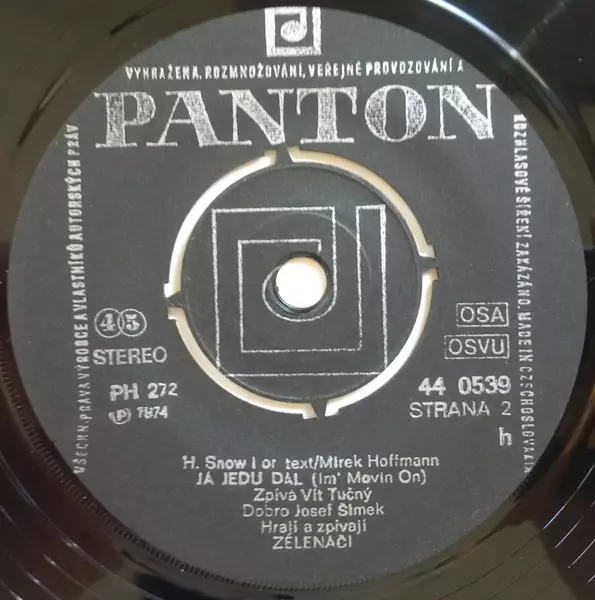 VYHRAŽENA, ROZMNOŽOVÁNÍ, VEŘEJNÉ PROVOZOVÁNÍ A
PANTON
VŠECHN. PRÁVA VÝROBCE A VLASTNÍKŮ AUTORSKÝCH PRÁV
ROZHLASOVÉ ŠÍŘENÍ ZAKÁZÁNO. MADE IN CZECHOSLOVAKIA
45
STEREO
OSA
OSVU
PH 272
Ⓟ 1974
44 0539
STRANA 2
h
H. Snow i or text/Mirek Hoffmann
JÁ JEDU DÁL (Im' Movin On)
Zpívá Vít Tučný
Dobro Josef Šimek
Hrají a zpívají
ZELENÁČI